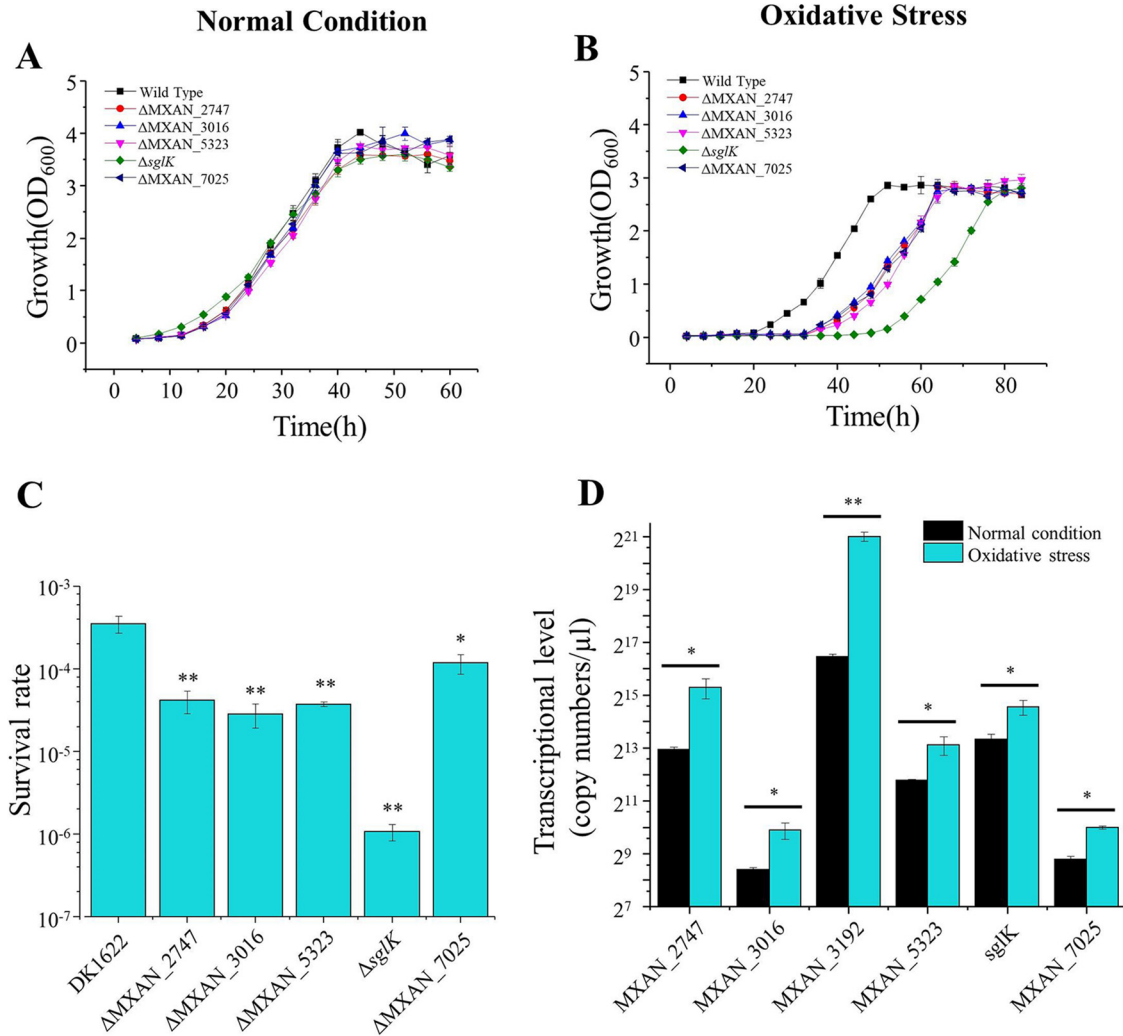 Normal Condition
Oxidative Stress
A
Wild Type
ΔMXAN_2747
ΔMXAN_3016
ΔMXAN_5323
ΔsglK
ΔMXAN_7025
5
4
3
2
1
0
Growth(OD600)
0 10 20 30 40 50 60
Time(h)
B
Wild Type
ΔMXAN_2747
ΔMXAN_3016
ΔMXAN_5323
ΔsglK
ΔMXAN_7025
5
4
3
2
1
0
Growth(OD600)
0 20 40 60 80
Time(h)
C
10-3
10-4
10-5
10-6
10-7
Survival rate
** ** ** ** *
DK1622
ΔMXAN_2747
ΔMXAN_3016
ΔMXAN_5323
ΔsglK
ΔMXAN_7025
D
Normal condition
Oxidative stress
221
219
217
215
213
211
29
28
27
Transcriptional level
(copy numbers/μl)
* * ** * * *
MXAN_2747
MXAN_3016
MXAN_3192
MXAN_5323
sglK
MXAN_7025